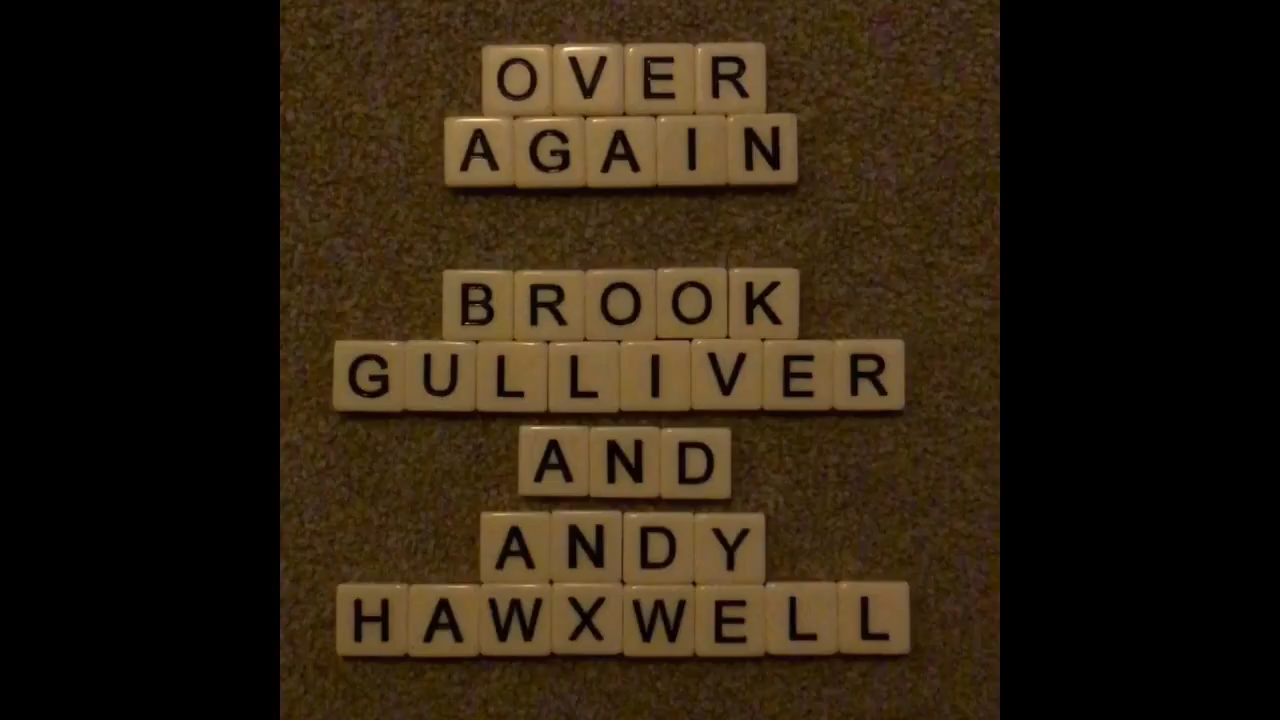 OVER
AGAIN
BROOK
GULLIVER
AND
ANDY
HAWXWELL